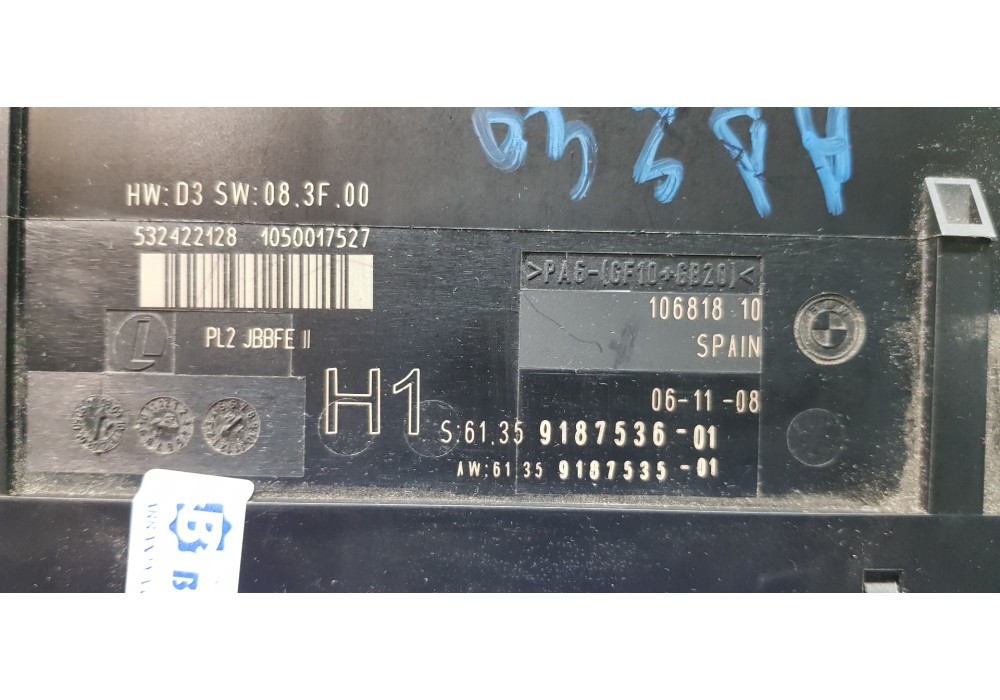 HW: D3 SW: 08.3F.00
532422128 1050017527
>PA6-(GF10+GB20)<
106818 10
SPAIN
PL2 JBBFE II
H1
06-11-08
S:61.35 9187536-01
AW:61 35 9187535-01
B
B